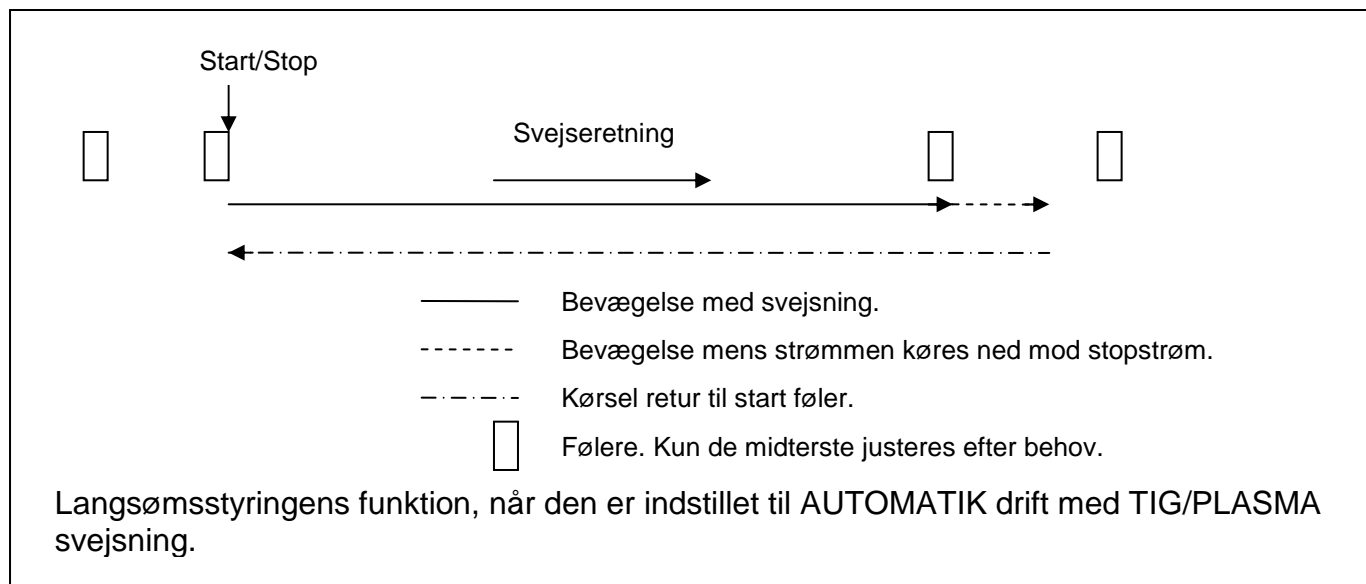 Start/Stop
Svejseretning
Bevægelse med svejsning.
Bevægelse mens strømmen køres ned mod stopstrøm.
Kørsel retur til start føler.
Følere. Kun de midterste justeres efter behov.
Langsømsstyringens funktion, når den er indstillet til AUTOMATIK drift med TIG/PLASMA
svejsning.